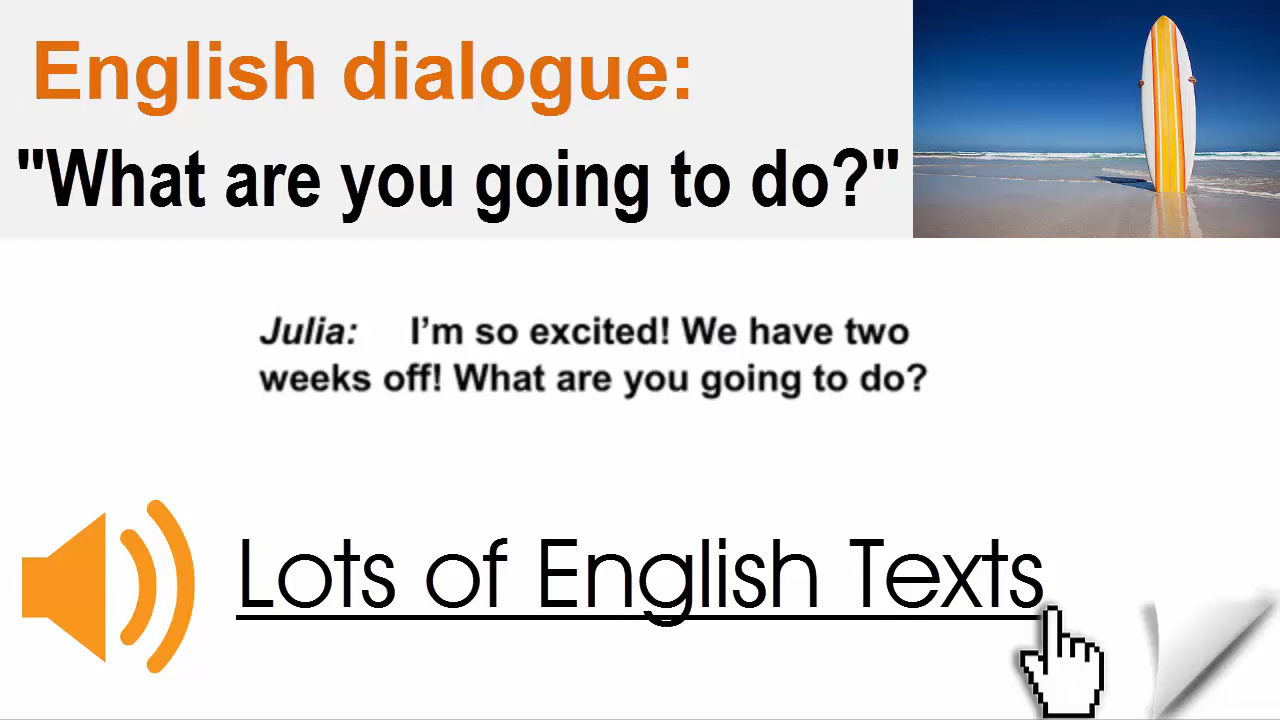 English dialogue:
"What are you going to do?"
Julia: I'm so excited! We have two
weeks off! What are you going to do?
Lots of English Texts